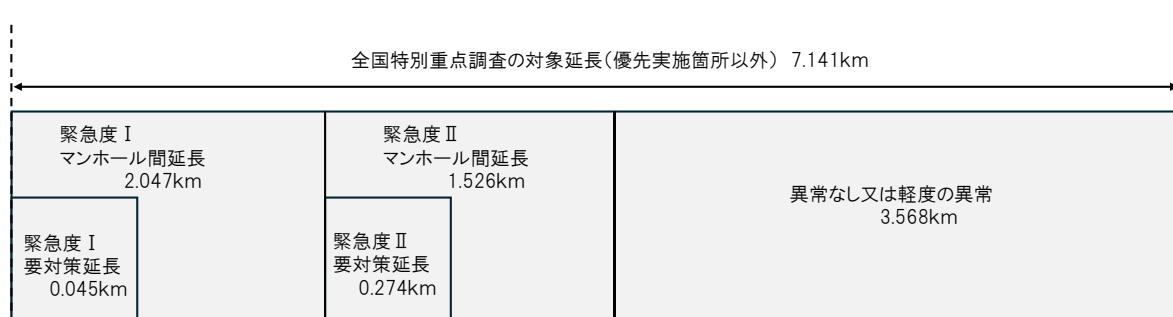 全国特別重点調査の対象延長（優先実施箇所以外） 7.141km
緊急度Ⅰ
マンホール間延長
2.047km
緊急度Ⅰ
要対策延長
0.045km
緊急度Ⅱ
マンホール間延長
1.526km
緊急度Ⅱ
要対策延長
0.274km
異常なし又は軽度の異常
3.568km